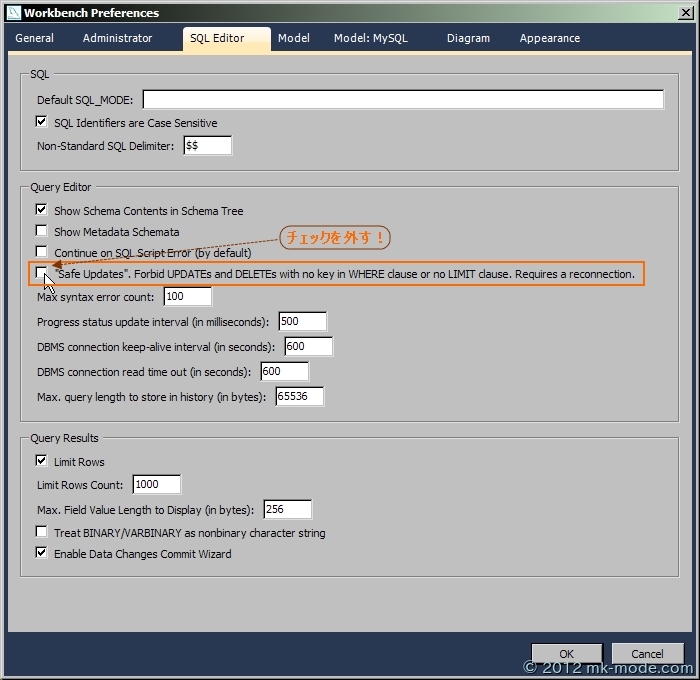 Workbench Preferences
General Administrator SQL Editor Model Model: MySQL Diagram Appearance
SQL
Default SQL_MODE:
SQL Identifiers are Case Sensitive
Non-Standard SQL Delimiter: $$
Query Editor
Show Schema Contents in Schema Tree
Show Metadata Schemata
チェックを外す!
Continue on SQL Script Error (by default)
"Safe Updates". Forbid UPDATEs and DELETEs with no key in WHERE clause or no LIMIT clause. Requires a reconnection.
Max syntax error count: 100
Progress status update interval (in milliseconds): 500
DBMS connection keep-alive interval (in seconds): 600
DBMS connection read time out (in seconds): 600
Max. query length to store in history (in bytes): 65536
Query Results
Limit Rows
Limit Rows Count: 1000
Max. Field Value Length to Display (in bytes): 256
Treat BINARY/VARBINARY as nonbinary character string
Enable Data Changes Commit Wizard
OK Cancel
© 2012 mk-mode.com